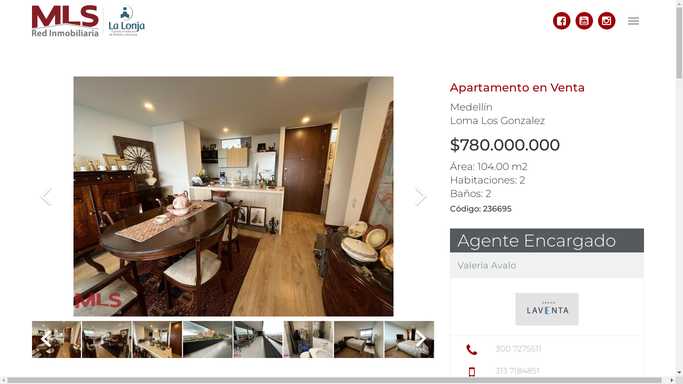 MLS
Red Inmobiliaria
La Lonja
Apartamento en Venta
Medellín
Loma Los Gonzalez
$780.000.000
Área: 104.00 m2
Habitaciones: 2
Baños: 2
Código: 236695
MLS
Agente Encargado
Valeria Avalo
LAVENTA
300 7275611
313 7184851